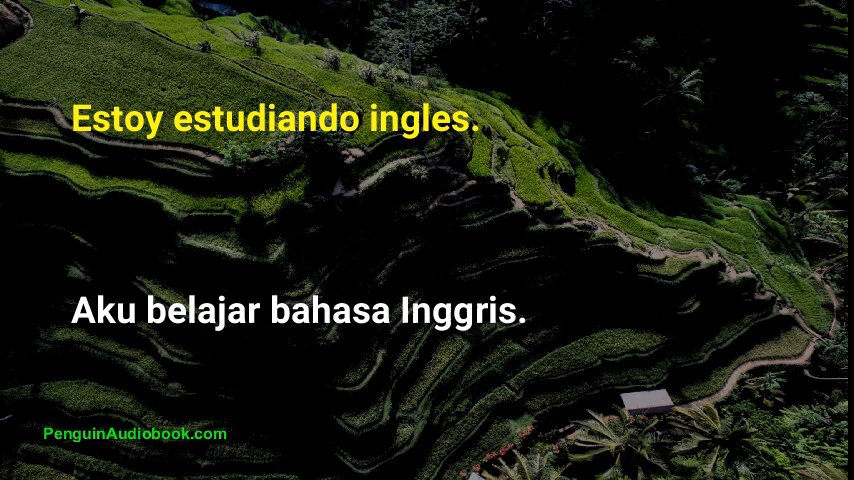 Estoy estudiando ingles.
Aku belajar bahasa Inggris.
PenguinAudiobook.com